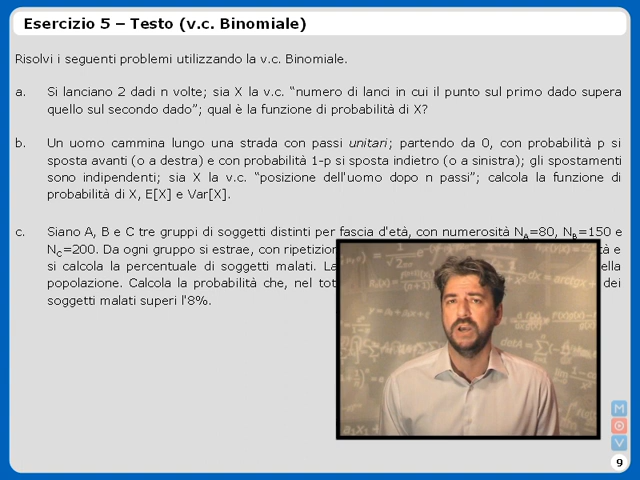 Esercizio 5 – Testo (v.c. Binomiale)
Risolvi i seguenti problemi utilizzando la v.c. Binomiale.
a. Si lanciano 2 dadi n volte; sia X la v.c. “numero di lanci in cui il punto sul primo dado supera
quello sul secondo dado”; qual è la funzione di probabilità di X?
b. Un uomo cammina lungo una strada con passi unitari; partendo da 0, con probabilità p si
sposta avanti (o a destra) e con probabilità 1-p si sposta indietro (o a sinistra); gli spostamenti
sono indipendenti; sia X la v.c. “posizione dell'uomo dopo n passi”; calcola la funzione di
probabilità di X, E[X] e Var[X].
c. Siano A, B e C tre gruppi di soggetti distinti per fascia d'età, con numerosità NA=80, NB=150 e
NC=200. Da ogni gruppo si estrae, con ripetizion
e
si calcola la percentuale di soggetti malati. La
ella
popolazione. Calcola la probabilità che, nel tot
dei
soggetti malati superi l'8%.
M
O
V
9